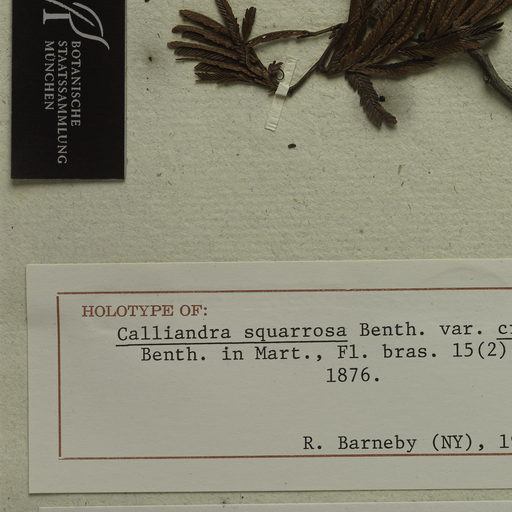 BOTANISCHE
STAATSSAMMLUNG
MÜNCHEN
HOLOTYPE OF:
Calliandra squarrosa Benth. var.
Benth. in Mart., Fl. bras. 15(2)
1876.
R. Barneby (NY),